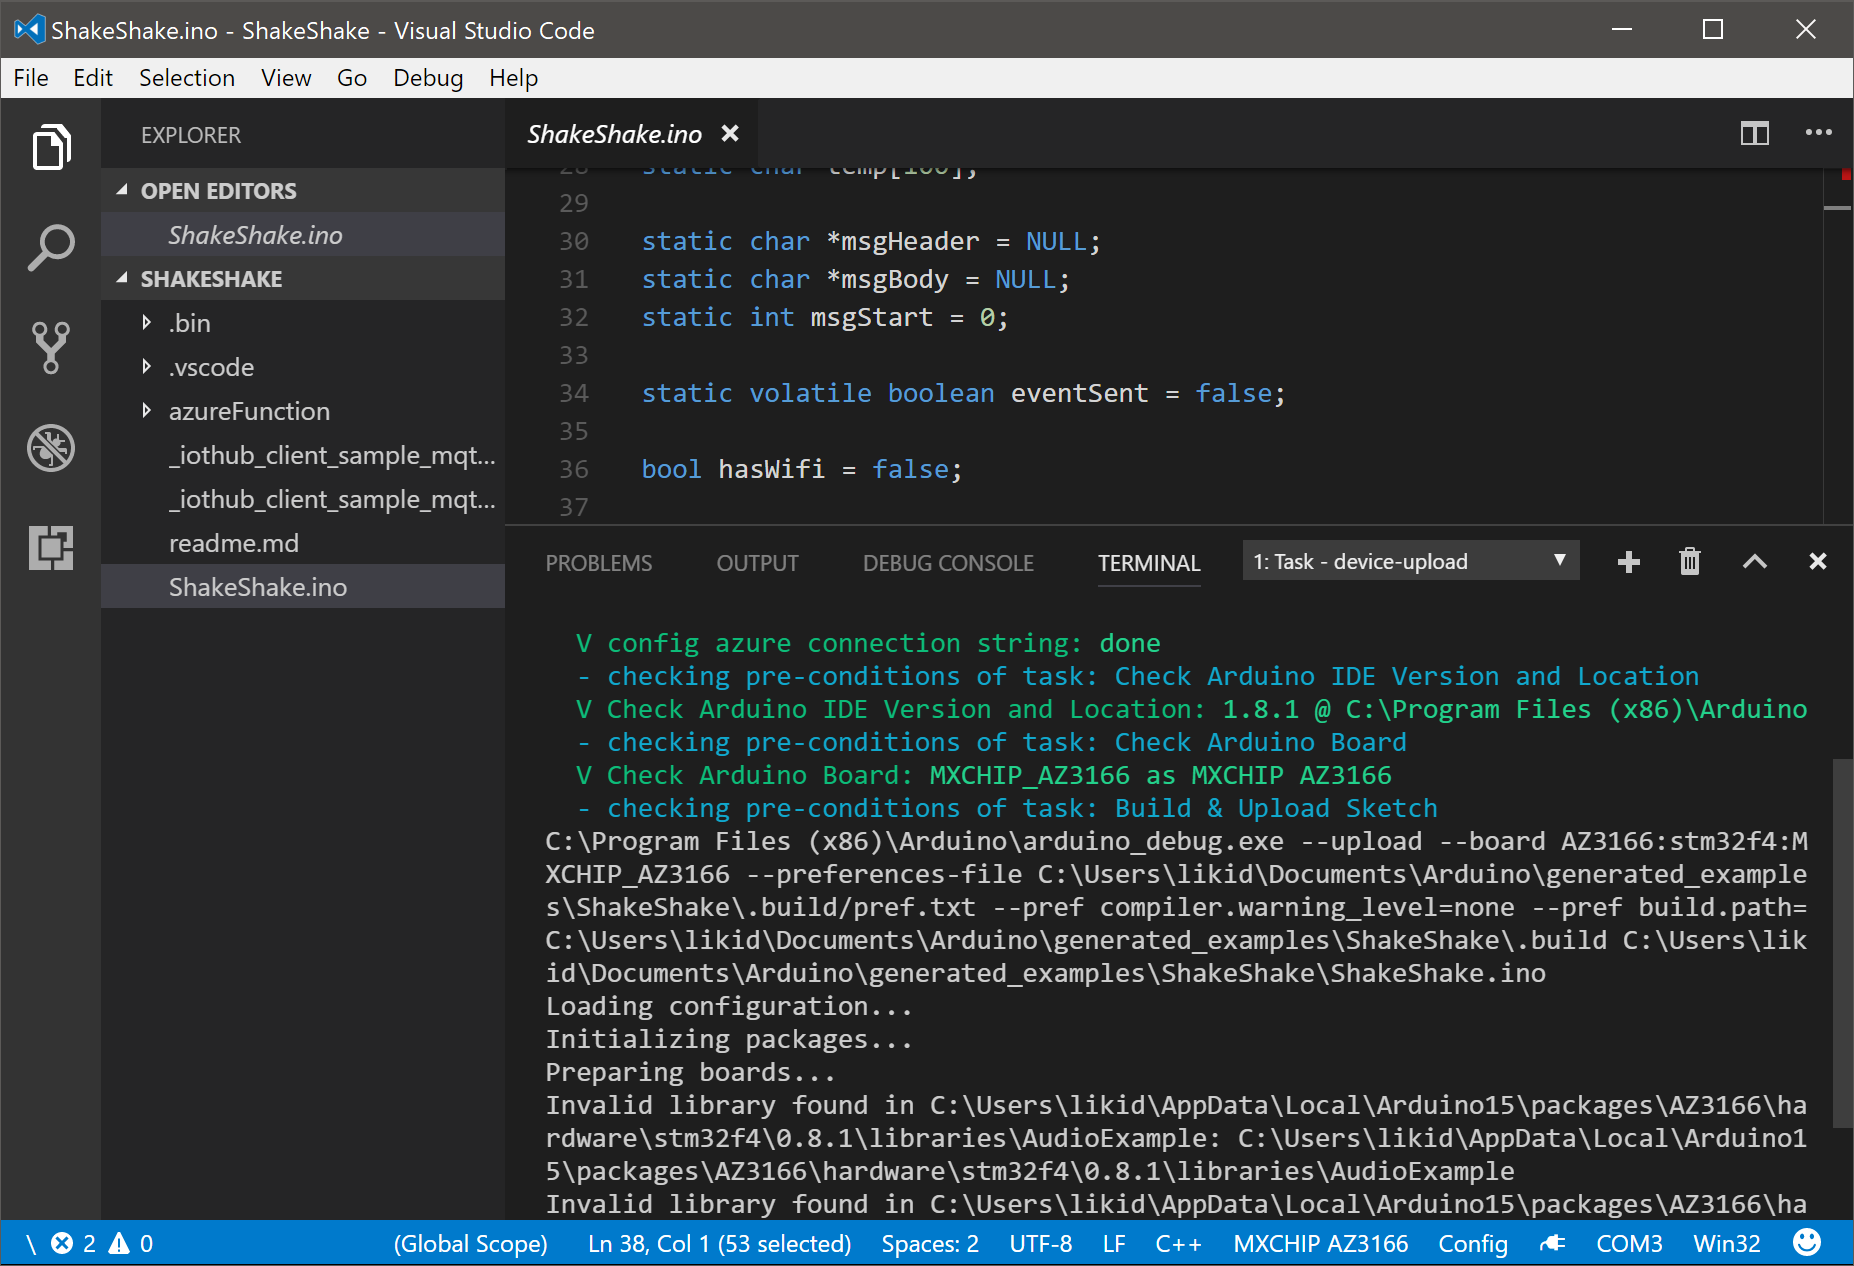 ShakeShake.ino - ShakeShake - Visual Studio Code
File Edit Selection View Go Debug Help
EXPLORER
OPEN EDITORS
ShakeShake.ino
SHAKESHAKE
.bin
.vscode
azureFunction
_iothub_client_sample_mqt...
_iothub_client_sample_mqt...
readme.md
ShakeShake.ino
ShakeShake.ino
28 static char temp[100];
29
30 static char *msgHeader = NULL;
31 static char *msgBody = NULL;
32 static int msgStart = 0;
33
34 static volatile boolean eventSent = false;
35
36 bool hasWifi = false;
37
PROBLEMS OUTPUT DEBUG CONSOLE TERMINAL 1: Task - device-upload
V config azure connection string: done
- checking pre-conditions of task: Check Arduino IDE Version and Location
V Check Arduino IDE Version and Location: 1.8.1 @ C:\Program Files (x86)\Arduino
- checking pre-conditions of task: Check Arduino Board
V Check Arduino Board: MXCHIP_AZ3166 as MXCHIP AZ3166
- checking pre-conditions of task: Build & Upload Sketch
C:\Program Files (x86)\Arduino\arduino_debug.exe --upload --board AZ3166:stm32f4:M
XCHIP_AZ3166 --preferences-file C:\Users\likid\Documents\Arduino\generated_example
s\ShakeShake\.build/pref.txt --pref compiler.warning_level=none --pref build.path=
C:\Users\likid\Documents\Arduino\generated_examples\ShakeShake\.build C:\Users\lik
id\Documents\Arduino\generated_examples\ShakeShake\ShakeShake.ino
Loading configuration...
Initializing packages...
Preparing boards...
Invalid library found in C:\Users\likid\AppData\Local\Arduino15\packages\AZ3166\ha
rdware\stm32f4\0.8.1\libraries\AudioExample: C:\Users\likid\AppData\Local\Arduino1
5\packages\AZ3166\hardware\stm32f4\0.8.1\libraries\AudioExample
Invalid library found in C:\Users\likid\AppData\Local\Arduino15\packages\AZ3166\ha
\ 2 0 (Global Scope) Ln 38, Col 1 (53 selected) Spaces: 2 UTF-8 LF C++ MXCHIP AZ3166 Config COM3 Win32